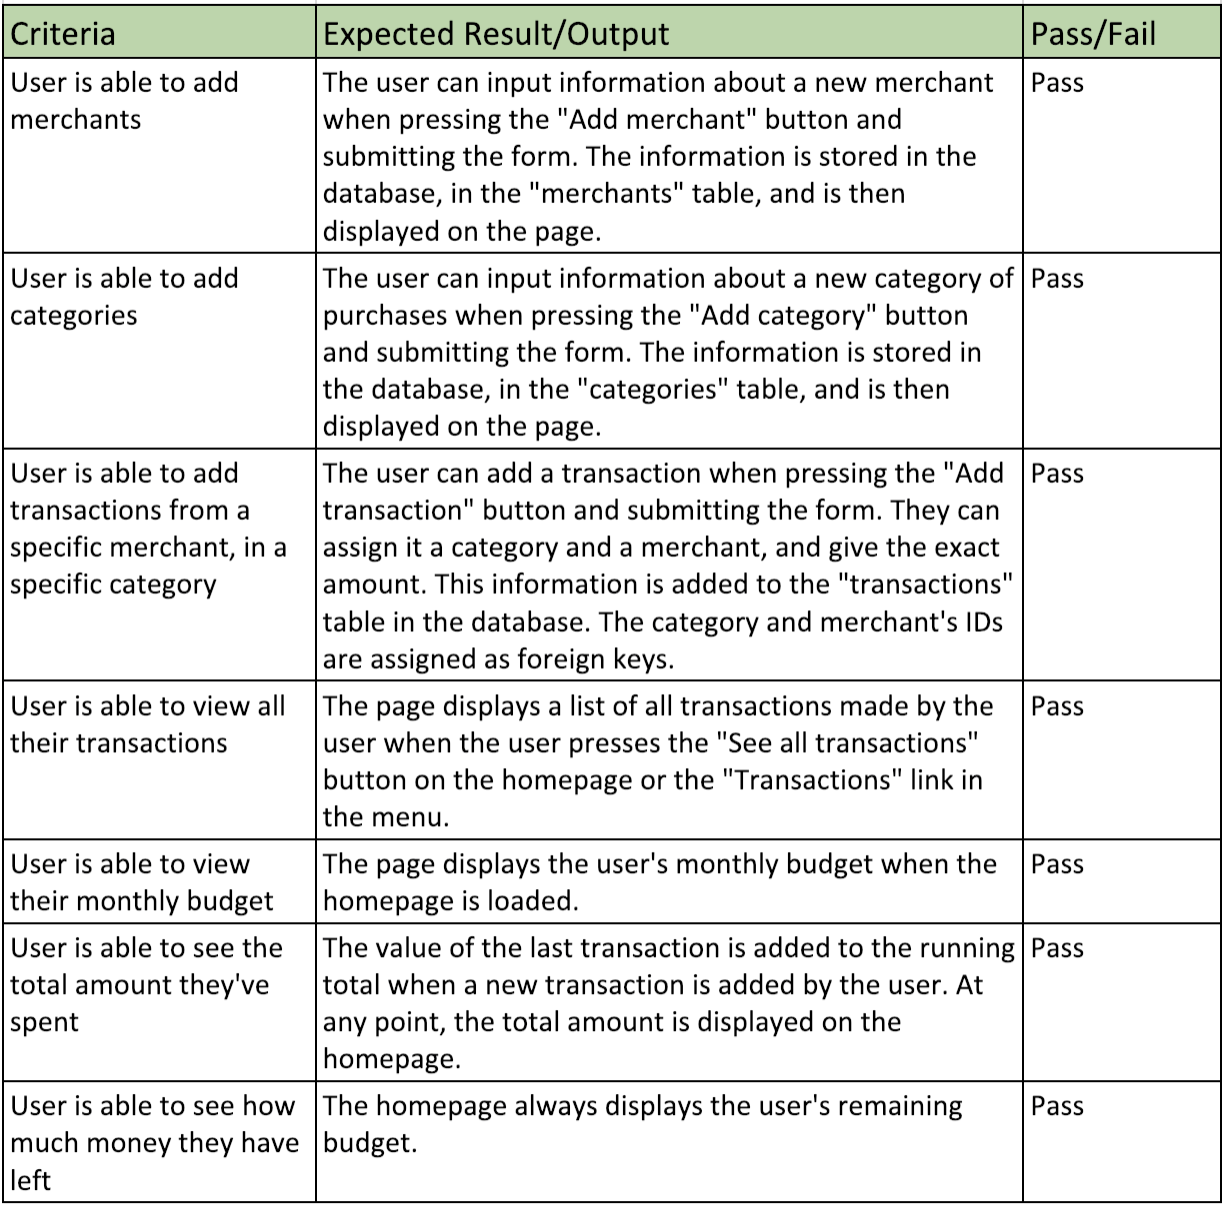 Criteria
Expected Result/Output
Pass/Fail
User is able to add
merchants
The user can input information about a new merchant
when pressing the "Add merchant" button and
submitting the form. The information is stored in the
database, in the "merchants" table, and is then
displayed on the page.
Pass
User is able to add
categories
The user can input information about a new category of
purchases when pressing the "Add category" button
and submitting the form. The information is stored in
the database, in the "categories" table, and is then
displayed on the page.
Pass
User is able to add
transactions from a
specific merchant, in a
specific category
The user can add a transaction when pressing the "Add
transaction" button and submitting the form. They can
assign it a category and a merchant, and give the exact
amount. This information is added to the "transactions"
table in the database. The category and merchant's IDs
are assigned as foreign keys.
Pass
User is able to view all
their transactions
The page displays a list of all transactions made by the
user when the user presses the "See all transactions"
button on the homepage or the "Transactions" link in
the menu.
Pass
User is able to view
their monthly budget
The page displays the user's monthly budget when the
homepage is loaded.
Pass
User is able to see the
total amount they've
spent
The value of the last transaction is added to the running
total when a new transaction is added by the user. At
any point, the total amount is displayed on the
homepage.
Pass
User is able to see how
much money they have
left
The homepage always displays the user's remaining
budget.
Pass